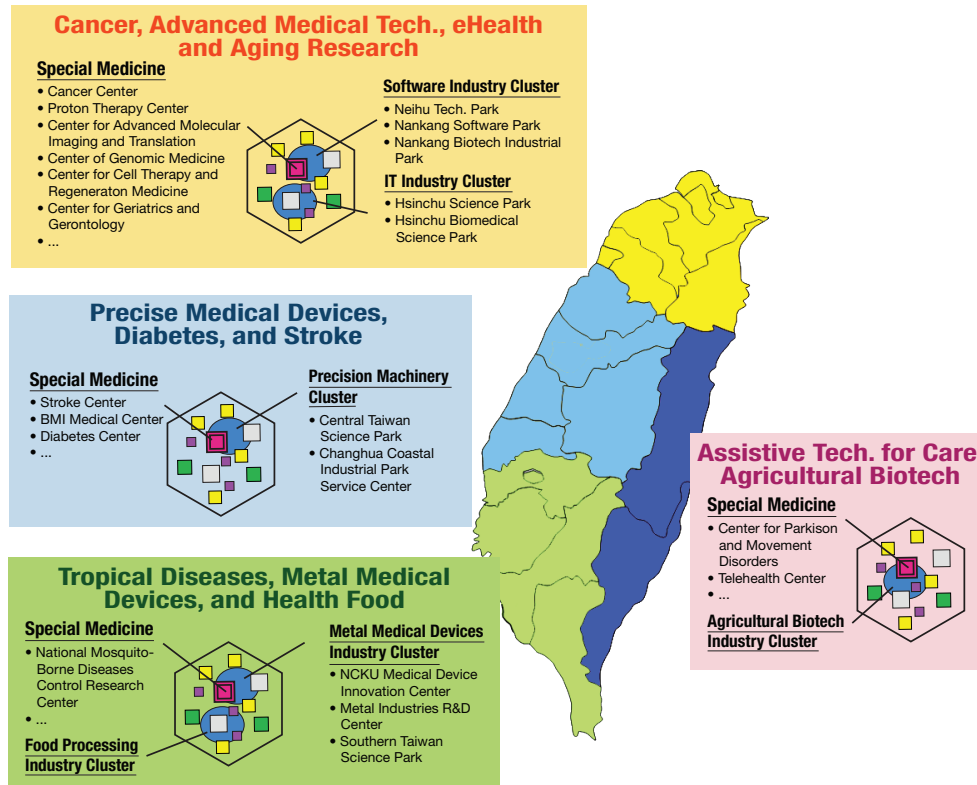 Cancer, Advanced Medical Tech., eHealth
and Aging Research
Special Medicine
• Cancer Center
• Proton Therapy Center
• Center for Advanced Molecular
Imaging and Translation
• Center of Genomic Medicine
• Center for Cell Therapy and
Regeneraton Medicine
• Center for Geriatrics and
Gerontology
• ...
Software Industry Cluster
• Neihu Tech. Park
• Nankang Software Park
• Nankang Biotech Industrial
Park
IT Industry Cluster
• Hsinchu Science Park
• Hsinchu Biomedical
Science Park
Precise Medical Devices,
Diabetes, and Stroke
Special Medicine
• Stroke Center
• BMI Medical Center
• Diabetes Center
• ...
Precision Machinery
Cluster
• Central Taiwan
Science Park
• Changhua Coastal
Industrial Park
Service Center
Assistive Tech. for Care
Agricultural Biotech
Special Medicine
• Center for Parkison
and Movement
Disorders
• Telehealth Center
• ...
Agricultural Biotech
Industry Cluster
Tropical Diseases, Metal Medical
Devices, and Health Food
Special Medicine
• National Mosquito-
Borne Diseases
Control Research
Center
• ...
Food Processing
Industry Cluster
Metal Medical Devices
Industry Cluster
• NCKU Medical Device
Innovation Center
• Metal Industries R&D
Center
• Southern Taiwan
Science Park